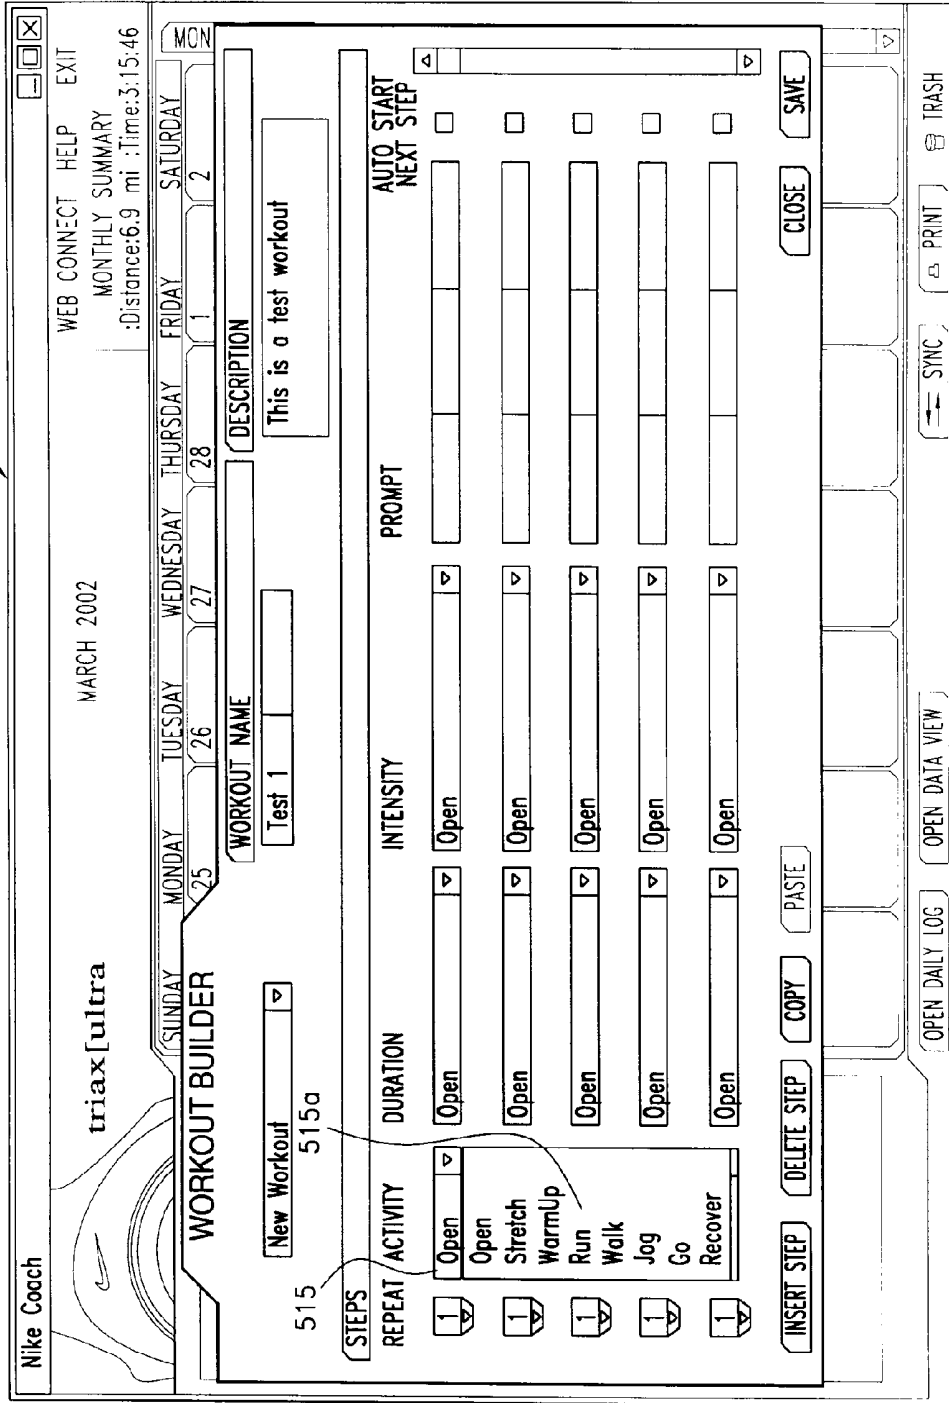 Nike Coach
triax[ultra
MARCH 2002
WEB CONNECT HELP EXIT
MONTHLY SUMMARY
:Distance:6.9 mi :Time:3:15:46
SUNDAY MONDAY TUESDAY WEDNESDAY THURSDAY FRIDAY SATURDAY
MON
25 26 27 28 1 2
WORKOUT BUILDER
WORKOUT NAME DESCRIPTION
New Workout
Test 1
This is a test workout
515
515a
STEPS
REPEAT ACTIVITY DURATION INTENSITY PROMPT AUTO START
NEXT STEP
1 Open Open Open
Open
Stretch
1 Open Open
WarmUp
Run
1 Open Open
Walk
Jog
1 Open Open
Go
Recover
1 Open Open
INSERT STEP DELETE STEP COPY PASTE CLOSE SAVE
OPEN DAILY LOG OPEN DATA VIEW SYNC PRINT TRASH